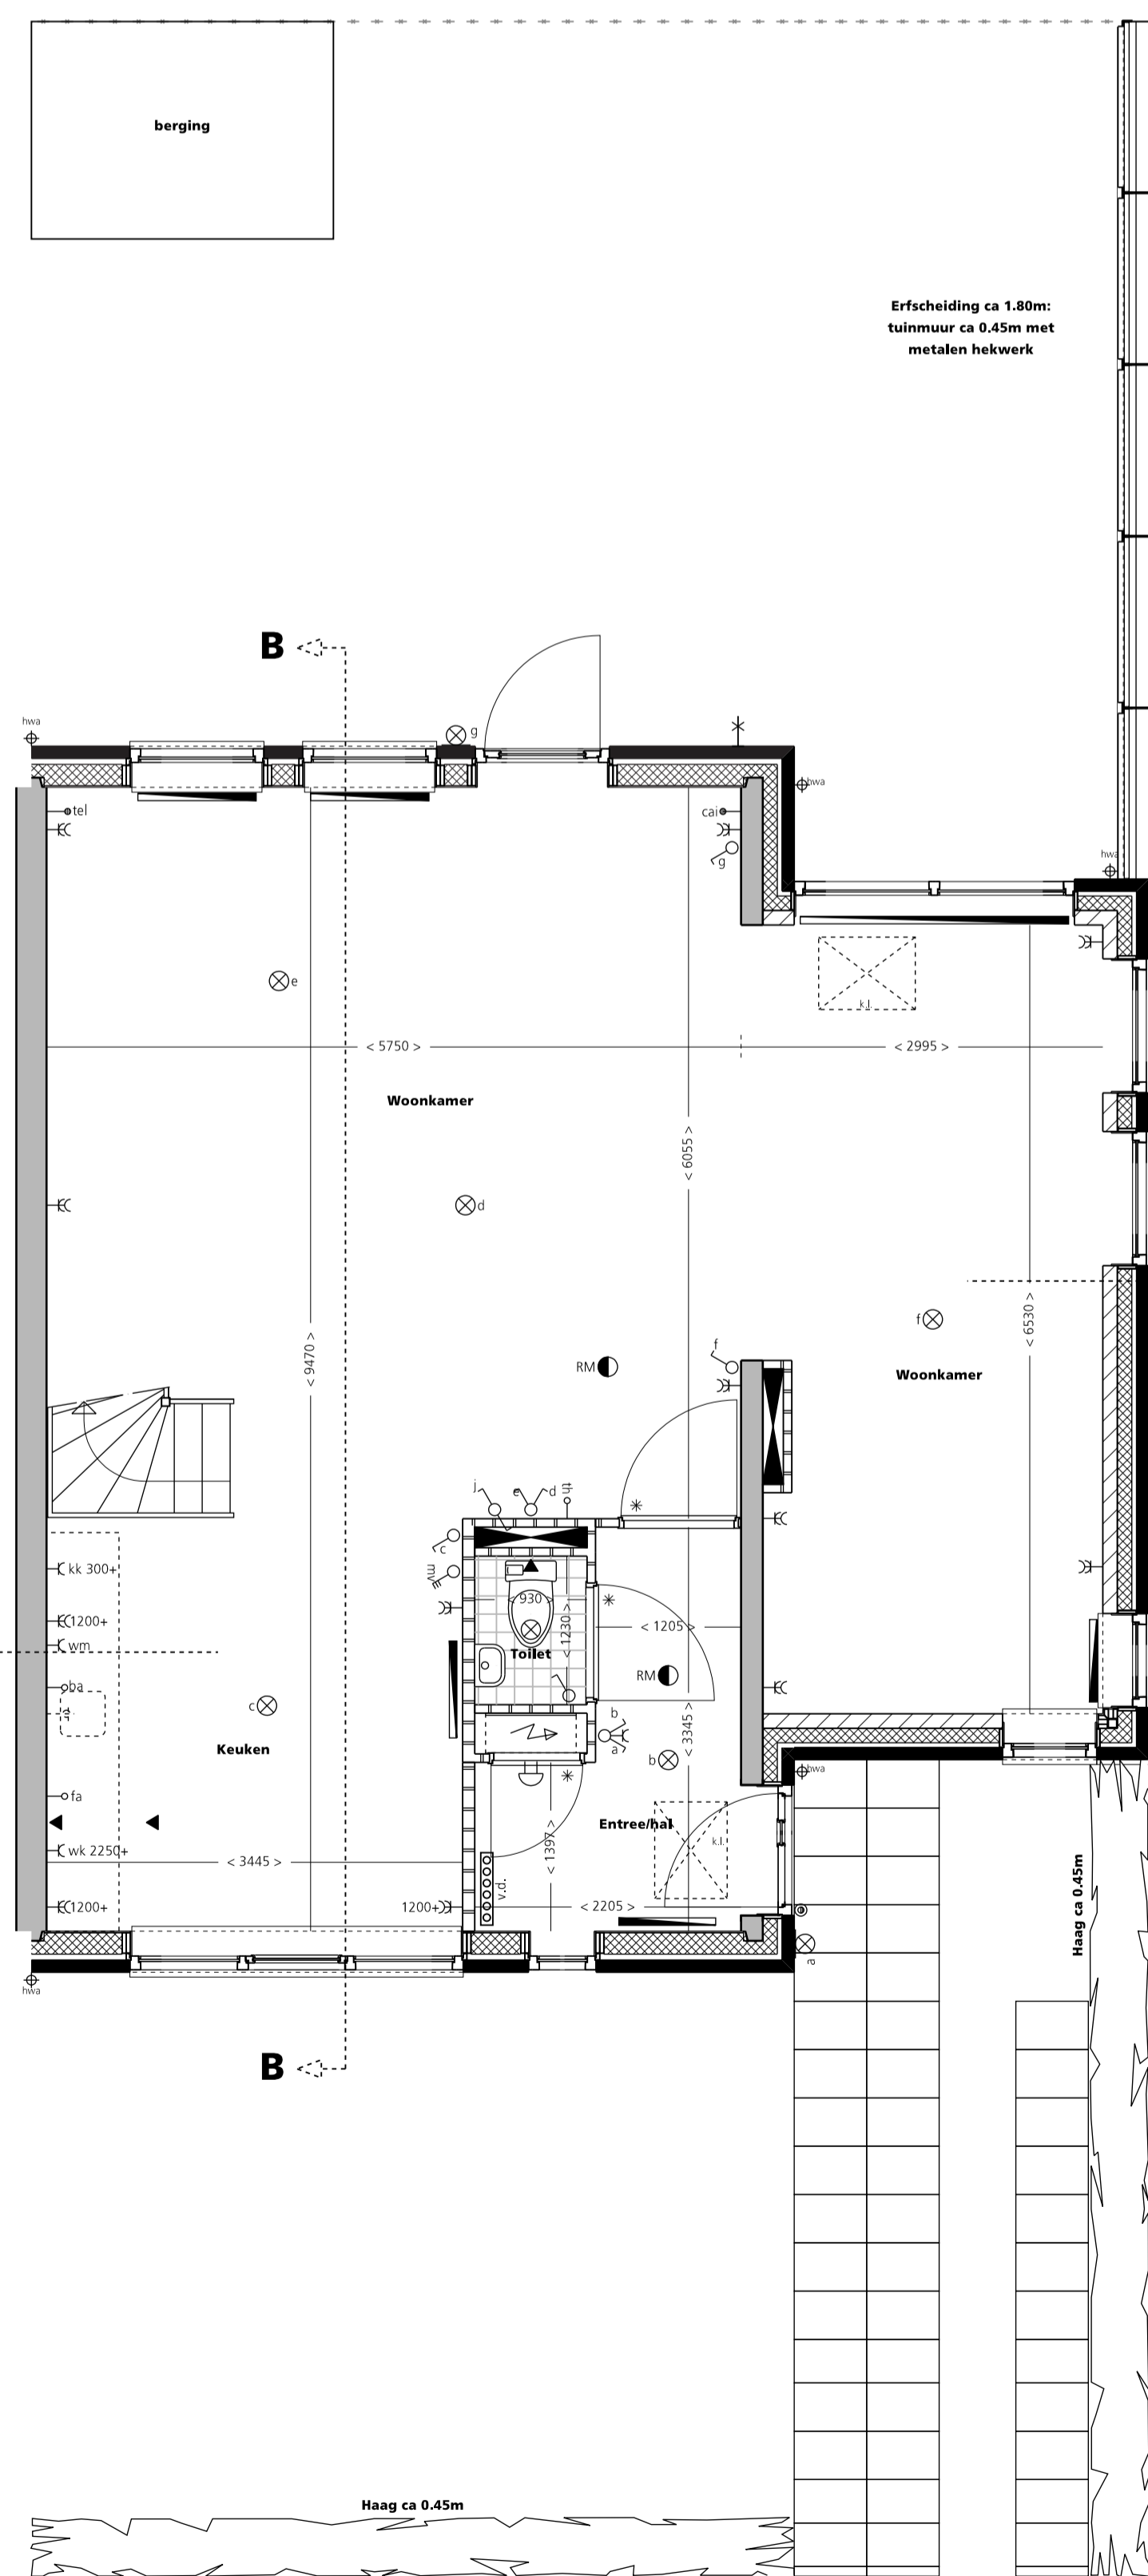 berging
Erfscheiding ca 1.80m:
tuinmuur ca 0.45m met
metalen hekwerk
B
hwa
g
tel
cai
g
hwa
hwa
e
k.l.
< 5750 >
< 2995 >
Woonkamer
< 6055 >
d
< 9470 >
< 6530 >
f
RM
f
Woonkamer
j
e
d
th
c
mv
kk 300+
1200+
wm
ba
< 930 >
< 1230 >
< 1205 >
Toilet
RM
c
Keuken
b
a
< 3345 >
b
hwa
fa
Entree/hal
k.l.
< 1397 >
wk 2250+
< 3445 >
v.d.
1200+
1200+
< 2205 >
a
Haag ca 0.45m
hwa
B
Haag ca 0.45m